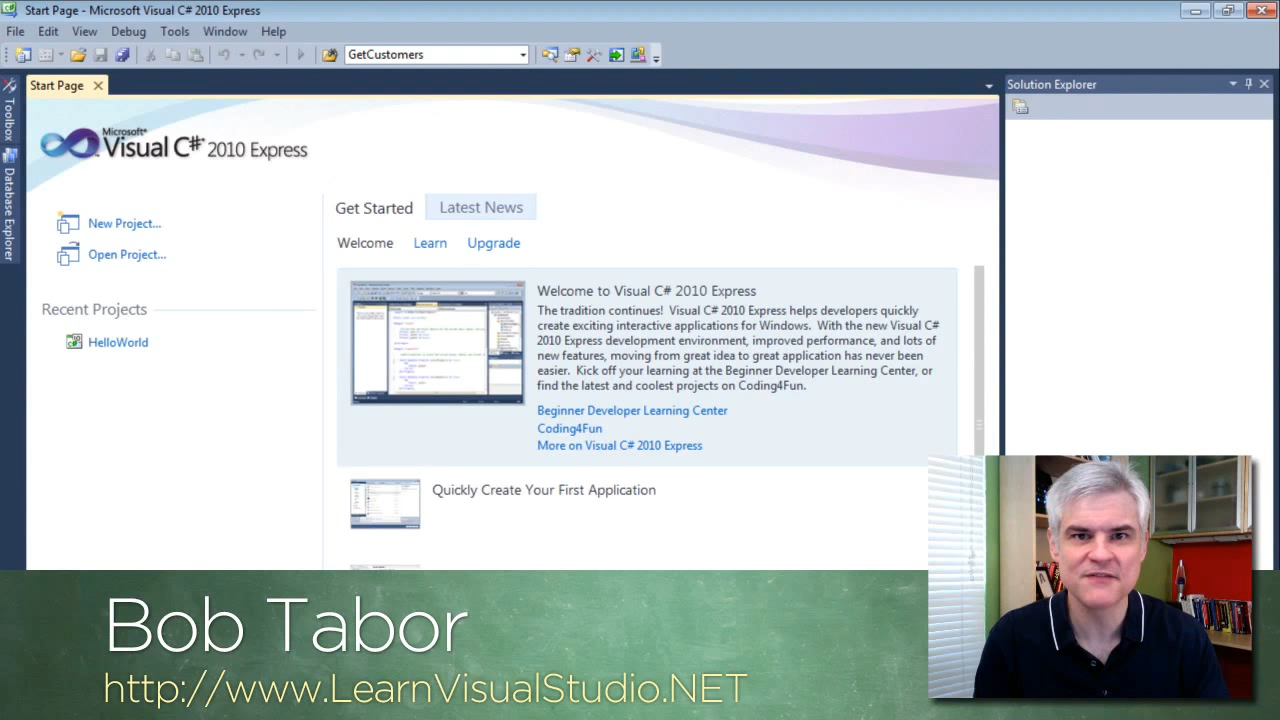 Start Page - Microsoft Visual C# 2010 Express
File Edit View Debug Tools Window Help
GetCustomers
Start Page
Solution Explorer
Toolbox
Database Explorer
Microsoft®
Visual C#® 2010 Express
Get Started Latest News
New Project...
Welcome Learn Upgrade
Open Project...
Recent Projects
HelloWorld
Welcome to Visual C# 2010 Express
The tradition continues! Visual C# 2010 Express helps developers quickly
create exciting interactive applications for Windows. With the new Visual C#
2010 Express development environment, improved performance, and lots of
new features, moving from great idea to great application has never been
easier. Kick off your learning at the Beginner Developer Learning Center, or
find the latest and coolest projects on Coding4Fun.
Beginner Developer Learning Center
Coding4Fun
More on Visual C# 2010 Express
Quickly Create Your First Application
Bob Tabor
http://www.LearnVisualStudio.NET